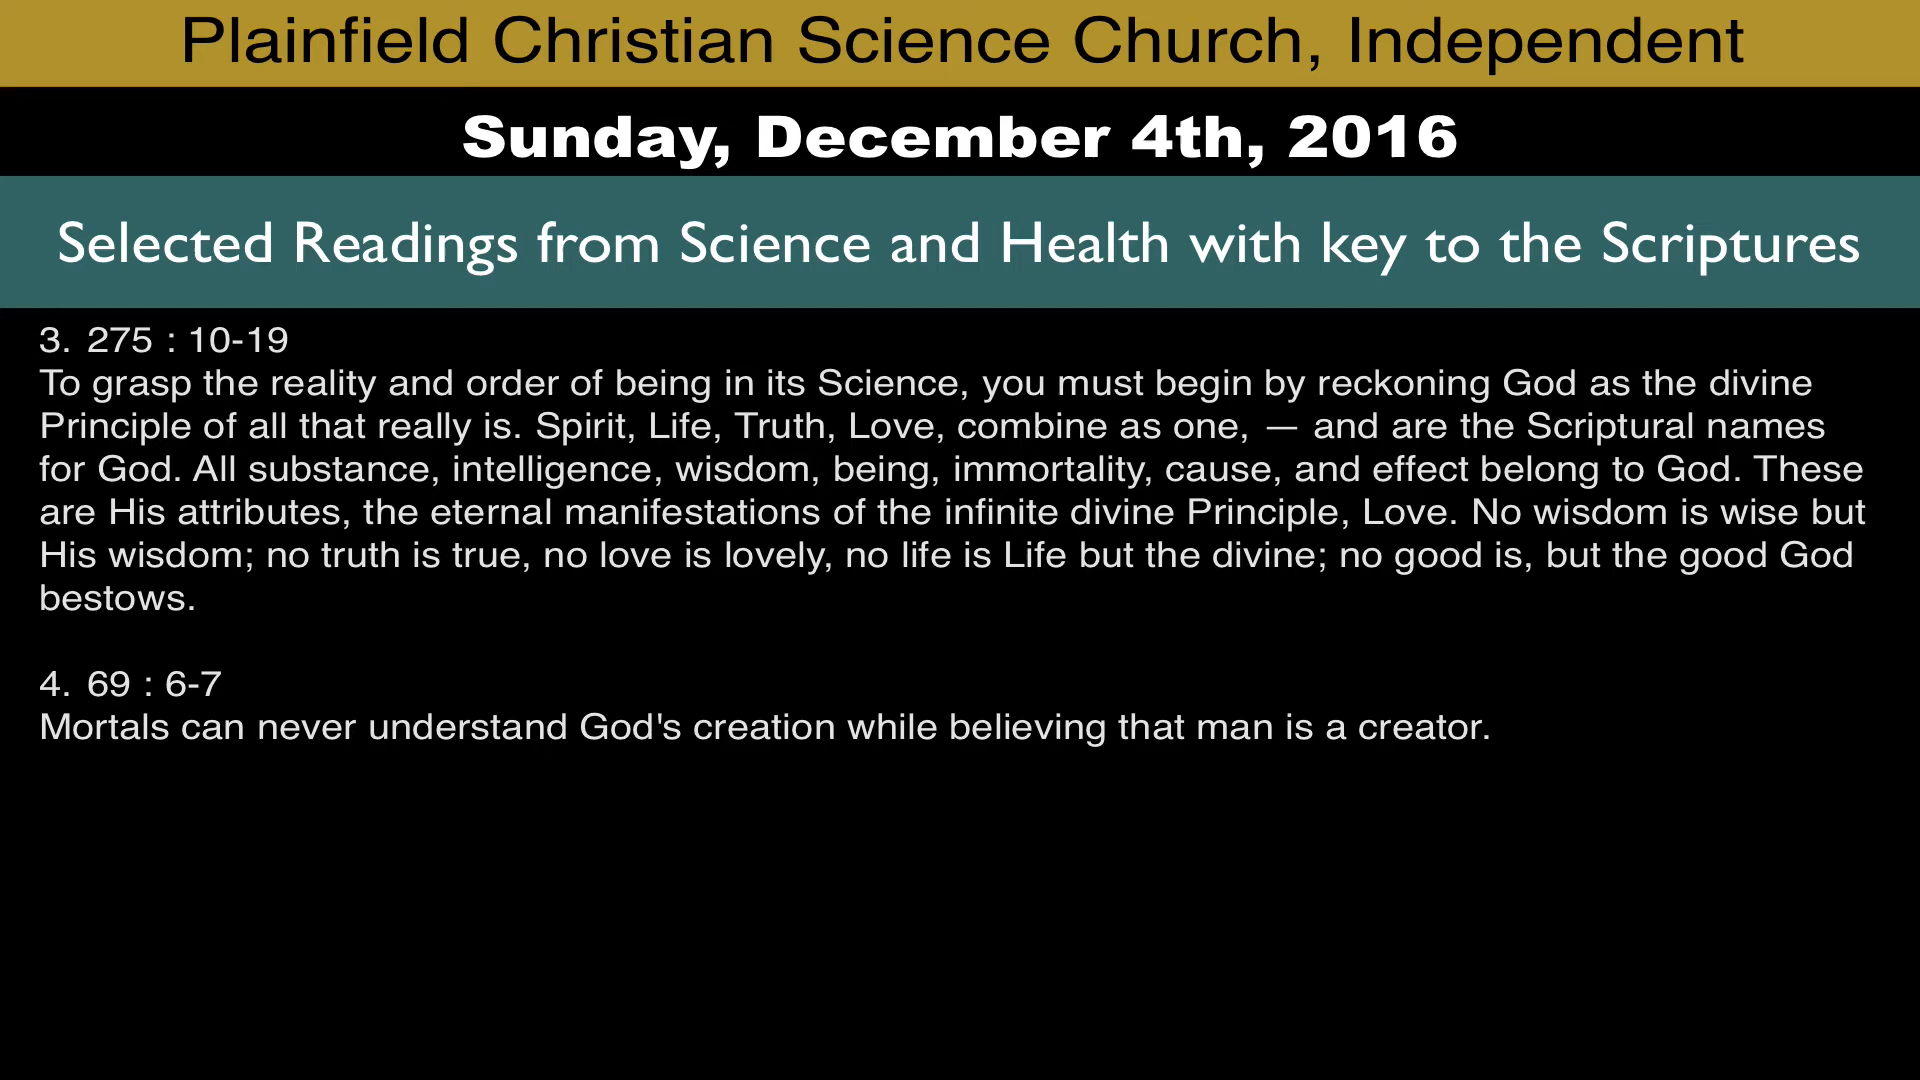 Plainfield Christian Science Church, Independent
Sunday, December 4th, 2016
Selected Readings from Science and Health with key to the Scriptures
3. 275 : 10-19
To grasp the reality and order of being in its Science, you must begin by reckoning God as the divine
Principle of all that really is. Spirit, Life, Truth, Love, combine as one, — and are the Scriptural names
for God. All substance, intelligence, wisdom, being, immortality, cause, and effect belong to God. These
are His attributes, the eternal manifestations of the infinite divine Principle, Love. No wisdom is wise but
His wisdom; no truth is true, no love is lovely, no life is Life but the divine; no good is, but the good God
bestows.
4. 69 : 6-7
Mortals can never understand God's creation while believing that man is a creator.